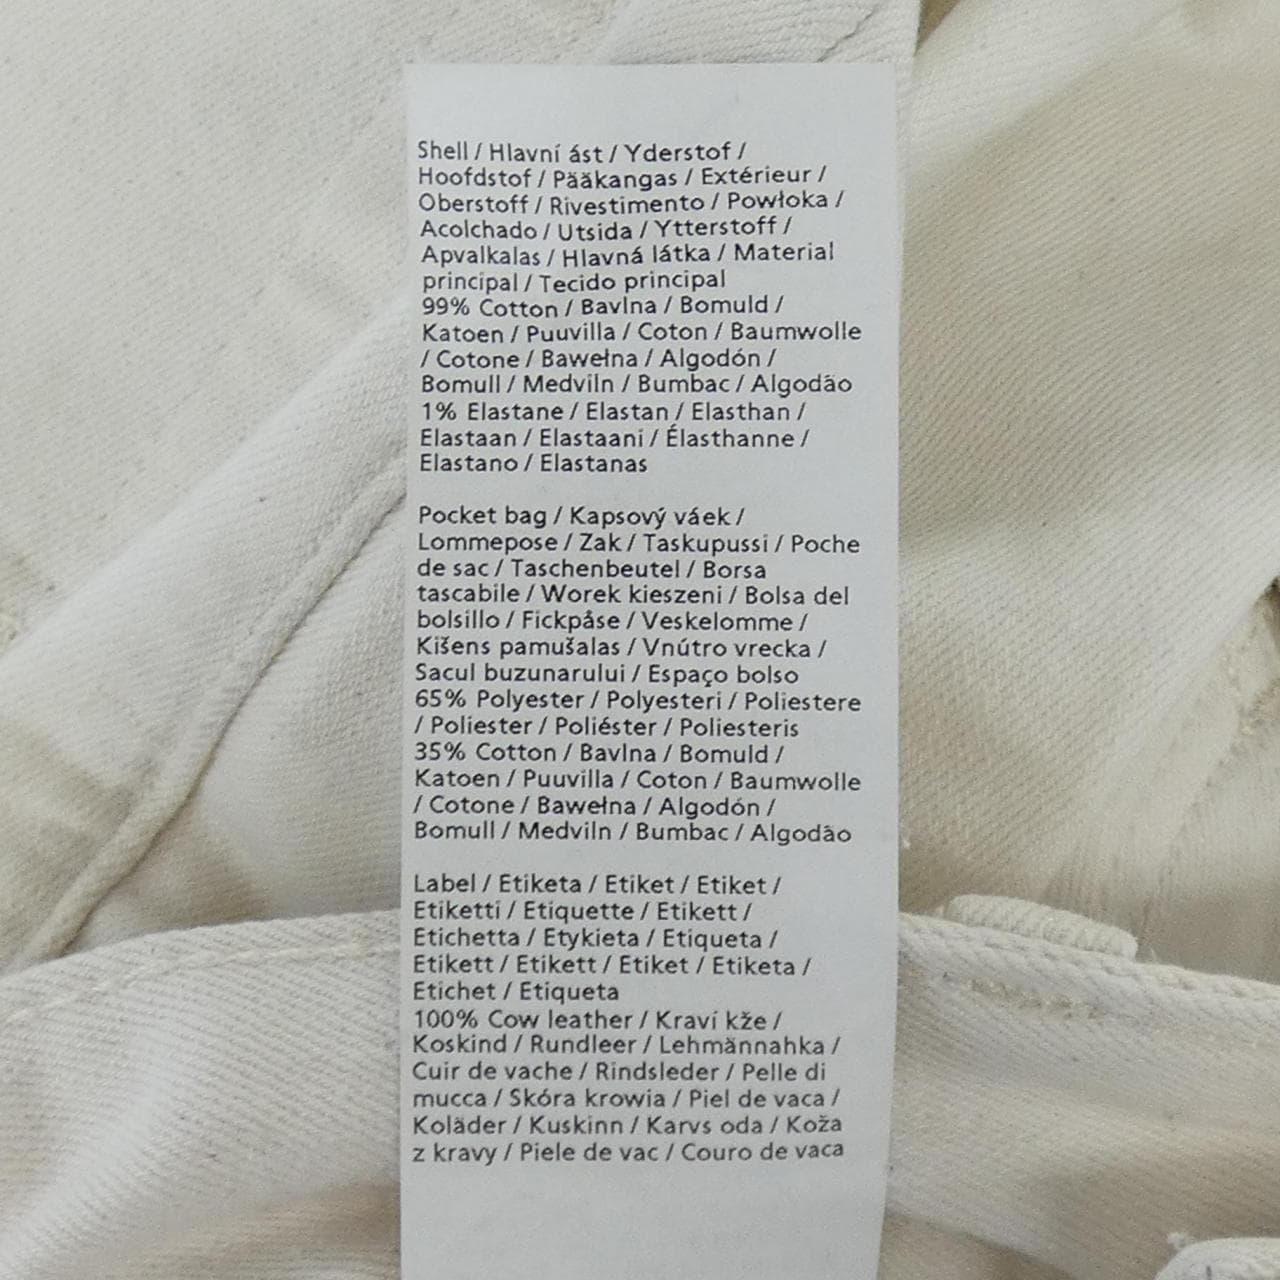 Shell / Hlavní ást / Yderstof /
Hoofdstof / Pääkangas / Extérieur /
Oberstoff / Rivestimento / Powłoka /
Acolchado / Utsida / Ytterstoff /
Apvalkalas / Hlavná látka / Material
principal / Tecido principal
99% Cotton / Bavlna / Bomuld /
Katoen / Puuvilla / Coton / Baumwolle
/ Cotone / Bawełna / Algodón /
Bomull / Medviln / Bumbac / Algodão
1% Elastane / Elastan / Elasthan /
Elastaan / Elastaani / Élasthanne /
Elastano / Elastanas
Pocket bag / Kapsový váek /
Lommepose / Zak / Taskupussi / Poche
de sac / Taschenbeutel / Borsa
tascabile / Worek kieszeni / Bolsa del
bolsillo / Fickpåse / Veskelomme /
Kišens pamušalas / Vnútro vrecka /
Sacul buzunarului / Espaço bolso
65% Polyester / Polyesteri / Poliestere
/ Poliester / Poliéster / Poliesteris
35% Cotton / Bavlna / Bomuld /
Katoen / Puuvilla / Coton / Baumwolle
/ Cotone / Bawełna / Algodón /
Bomull / Medviln / Bumbac / Algodão
Label / Etiketa / Etiket / Etiket /
Etiketti / Etiquette / Etikett /
Etichetta / Etykieta / Etiqueta /
Etikett / Etikett / Etiket / Etiketa /
Etichet / Etiqueta
100% Cow leather / Kraví kže /
Koskind / Rundleer / Lehmännahka /
Cuir de vache / Rindsleder / Pelle di
mucca / Skóra krowia / Piel de vaca /
Koläder / Kuskinn / Karvs oda / Koža
z kravy / Piele de vac / Couro de vaca